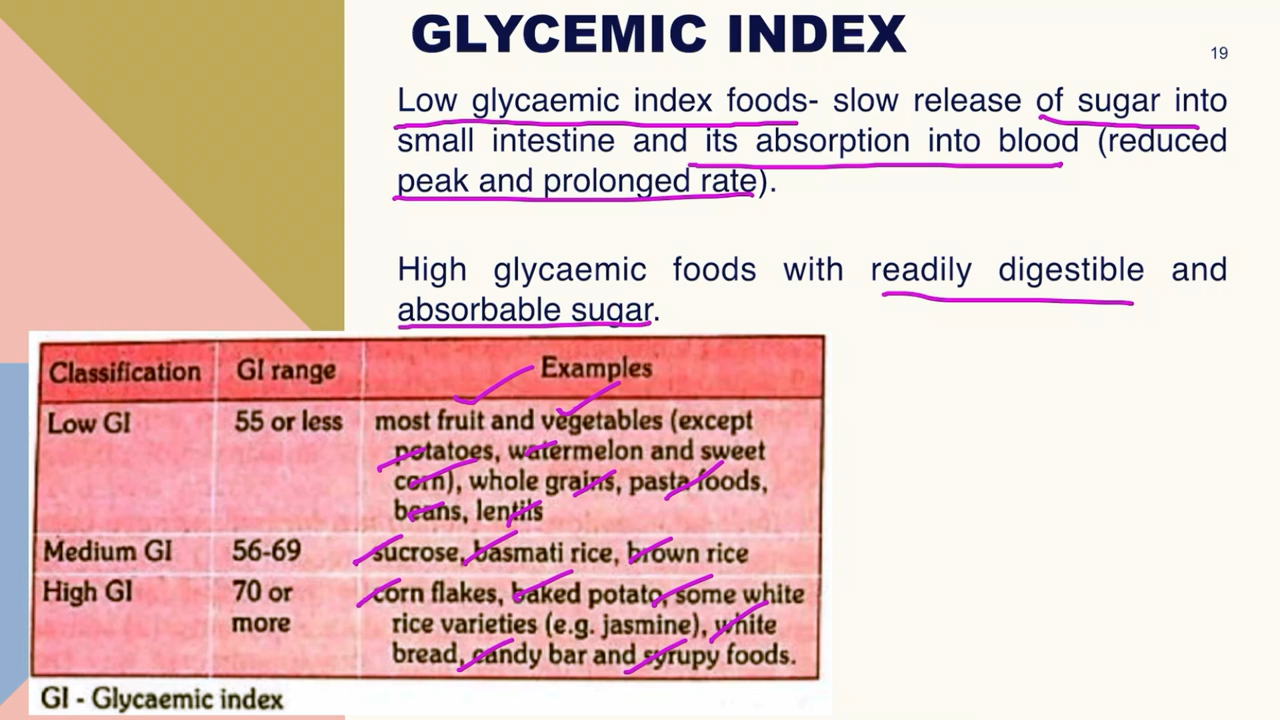 GLYCEMIC INDEX
19
Low glycaemic index foods- slow release of sugar into
small intestine and its absorption into blood (reduced
peak and prolonged rate).
High glycaemic foods with readily digestible and
absorbable sugar.
Classification GI range Examples
Low GI 55 or less most fruit and vegetables (except
potatoes, watermelon and sweet
corn), whole grains, pasta foods,
beans, lentils
Medium GI 56-69 sucrose, basmati rice, brown rice
High GI 70 or corn flakes, baked potato, some white
more rice varieties (e.g. jasmine), white
bread, candy bar and syrupy foods.
GI - Glycaemic index